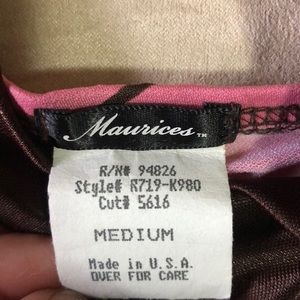 Maurices™
R/N# 94826
Style# R719-K980
Cut# 5616
MEDIUM
Made in U.S.A.
OVER FOR CARE